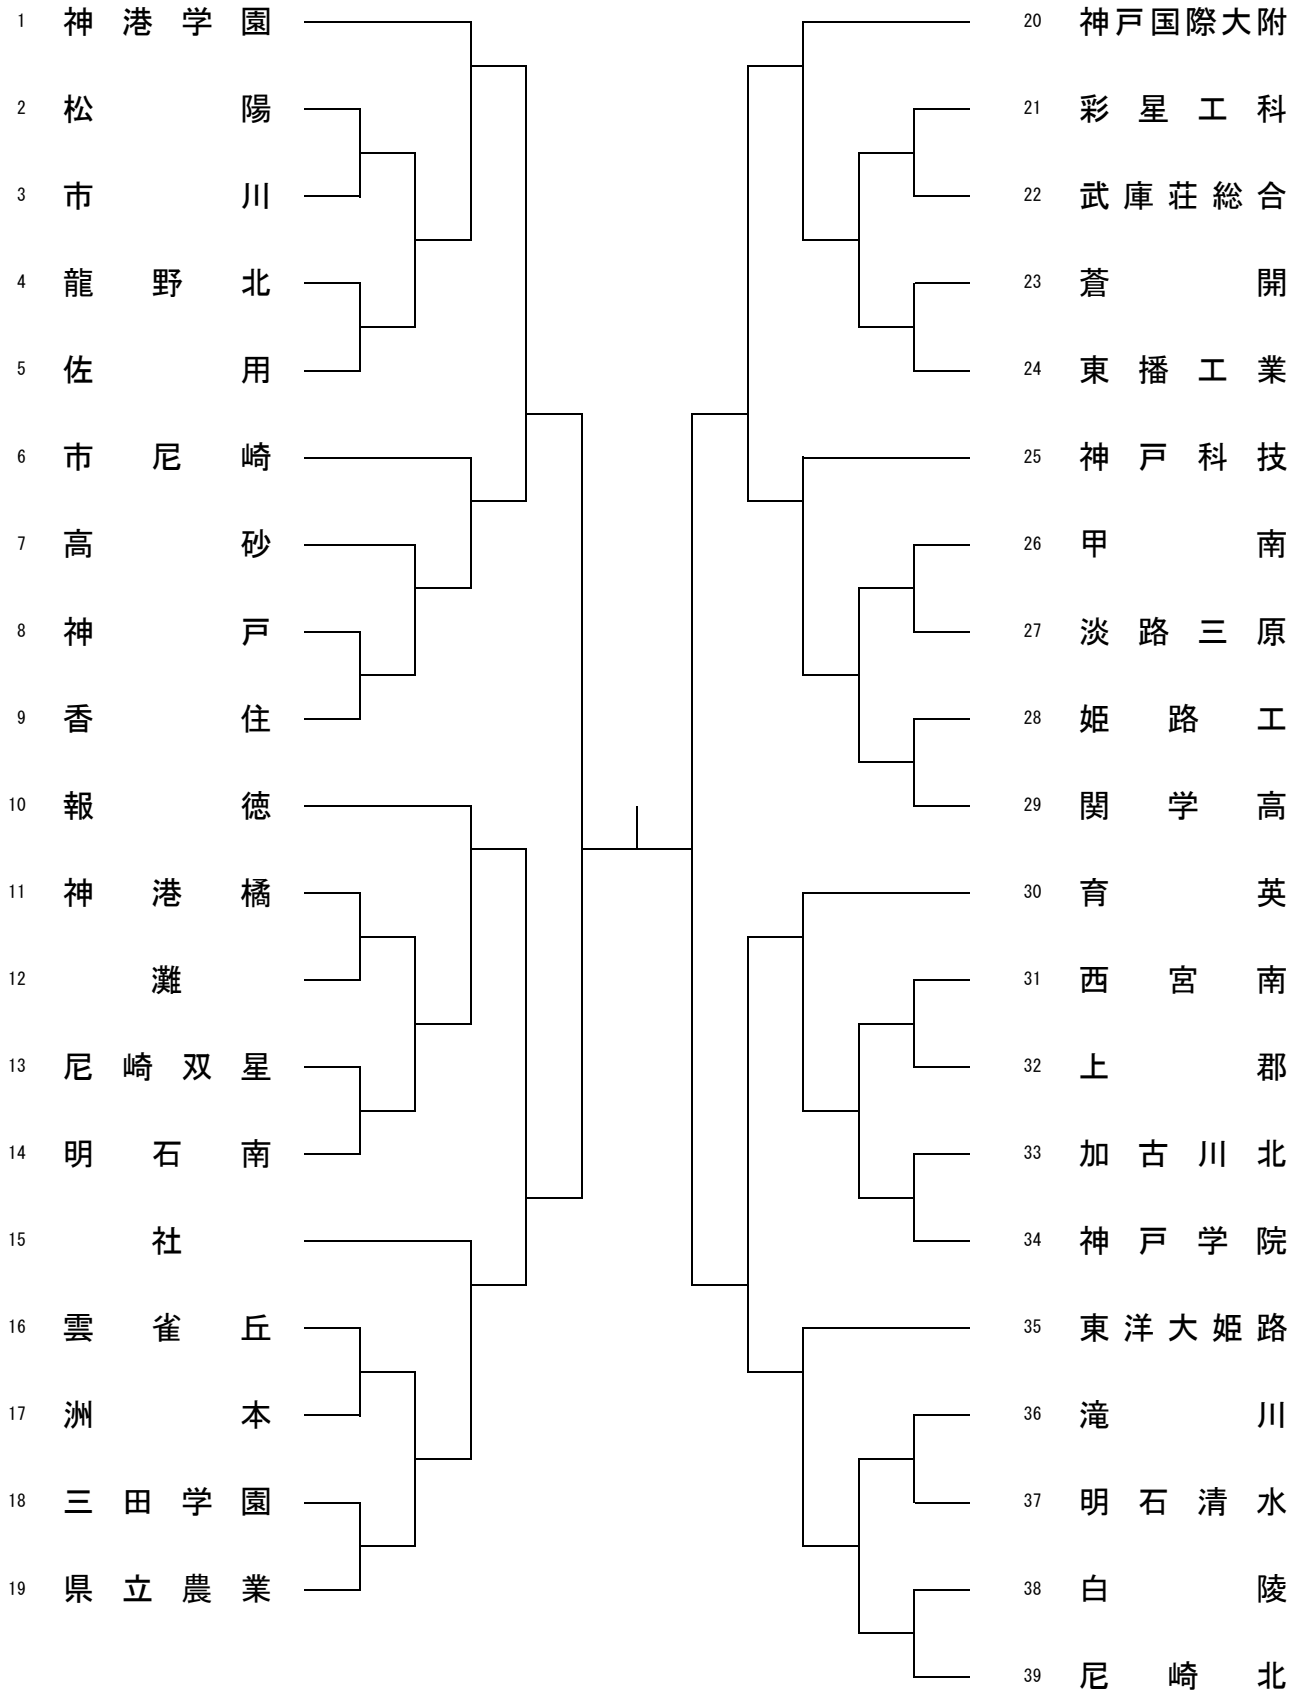 1 神港学園
2 松陽
3 市川
4 龍野北
5 佐用
6 市尼崎
7 高砂
8 神戸
9 香住
10 報徳
11 神港橘
12 灘
13 尼崎双星
14 明石南
15 社
16 雲雀丘
17 洲本
18 三田学園
19 県立農業
20 神戸国際大附
21 彩星工科
22 武庫荘総合
23 蒼開
24 東播工業
25 神戸科技
26 甲南
27 淡路三原
28 姫路工
29 関学高
30 育英
31 西宮南
32 上郡
33 加古川北
34 神戸学院
35 東洋大姫路
36 滝川
37 明石清水
38 白陵
39 尼崎北